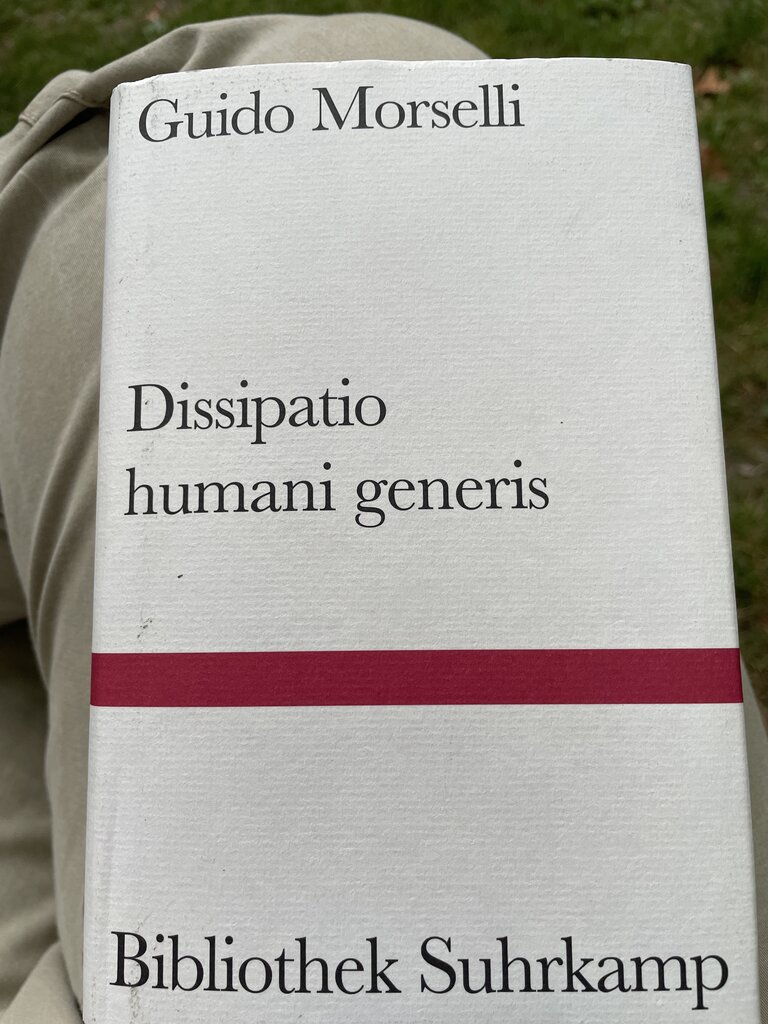 Guido Morselli
Dissipatio
humani generis
Bibliothek Suhrkamp